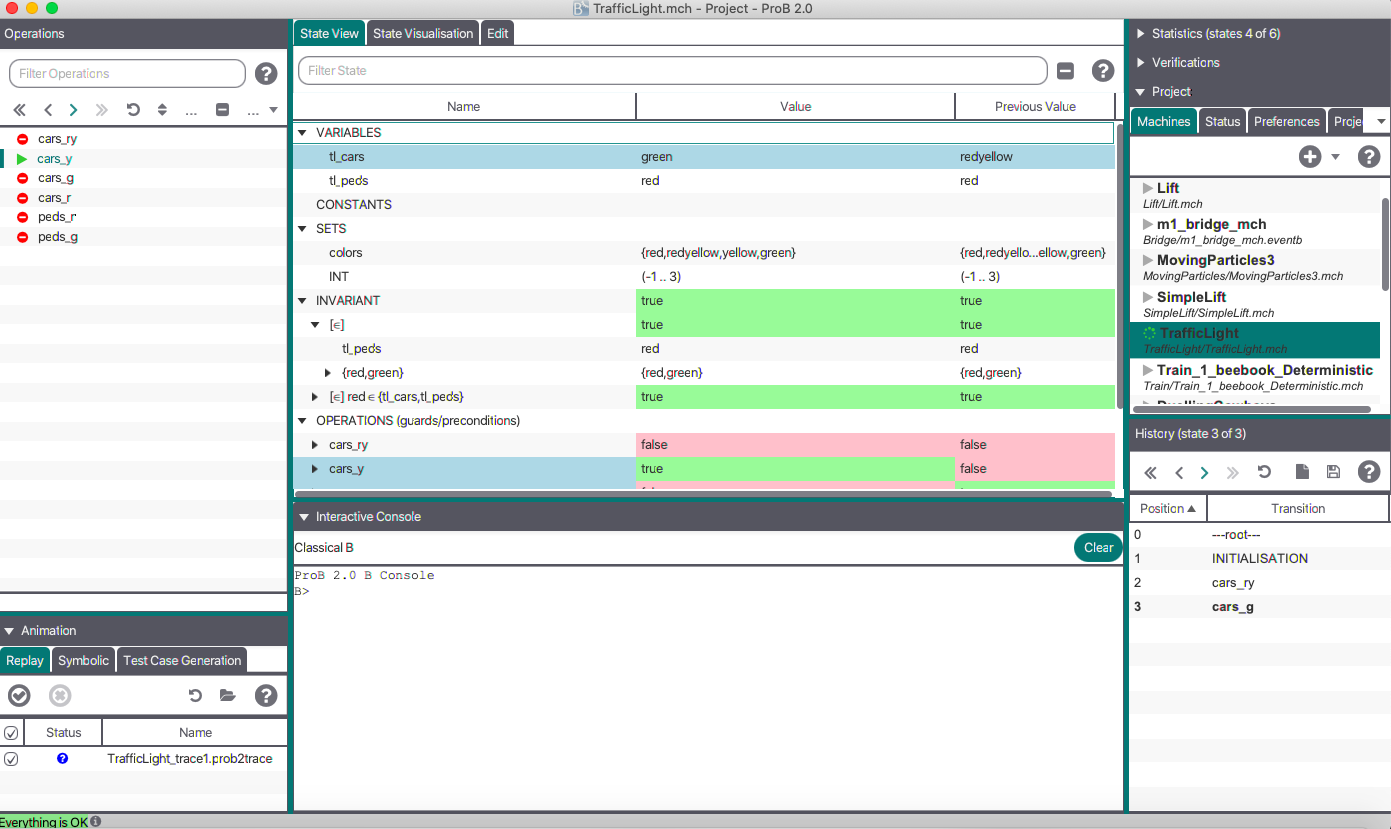 TrafficLight.mch - Project - ProB 2.0
Operations
Filter Operations
...
...
cars_ry
cars_y
cars_g
cars_r
peds_r
peds_g
Animation
Replay Symbolic Test Case Generation
Status Name
TrafficLight_trace1.prob2trace
Everything is OK
State View State Visualisation Edit
Filter State
Name Value Previous Value
VARIABLES
tl_cars green redyellow
tl_peds red red
CONSTANTS
SETS
colors {red,redyellow,yellow,green} {red,redyello...ellow,green}
INT (-1 .. 3) (-1 .. 3)
INVARIANT true true
[∈] true true
tl_peds red red
{red,green} {red,green} {red,green}
[∈] red ∈ {tl_cars,tl_peds} true true
OPERATIONS (guards/preconditions)
cars_ry false false
cars_y true false
Interactive Console
Classical B Clear
ProB 2.0 B Console
B>
Statistics (states 4 of 6)
Verifications
Project
Machines Status Preferences Proje
Lift
Lift/Lift.mch
m1_bridge_mch
Bridge/m1_bridge_mch.eventb
MovingParticles3
MovingParticles/MovingParticles3.mch
SimpleLift
SimpleLift/SimpleLift.mch
TrafficLight
TrafficLight/TrafficLight.mch
Train_1_beebook_Deterministic
Train/Train_1_beebook_Deterministic.mch
History (state 3 of 3)
Position Transition
0 ---root---
1 INITIALISATION
2 cars_ry
3 cars_g